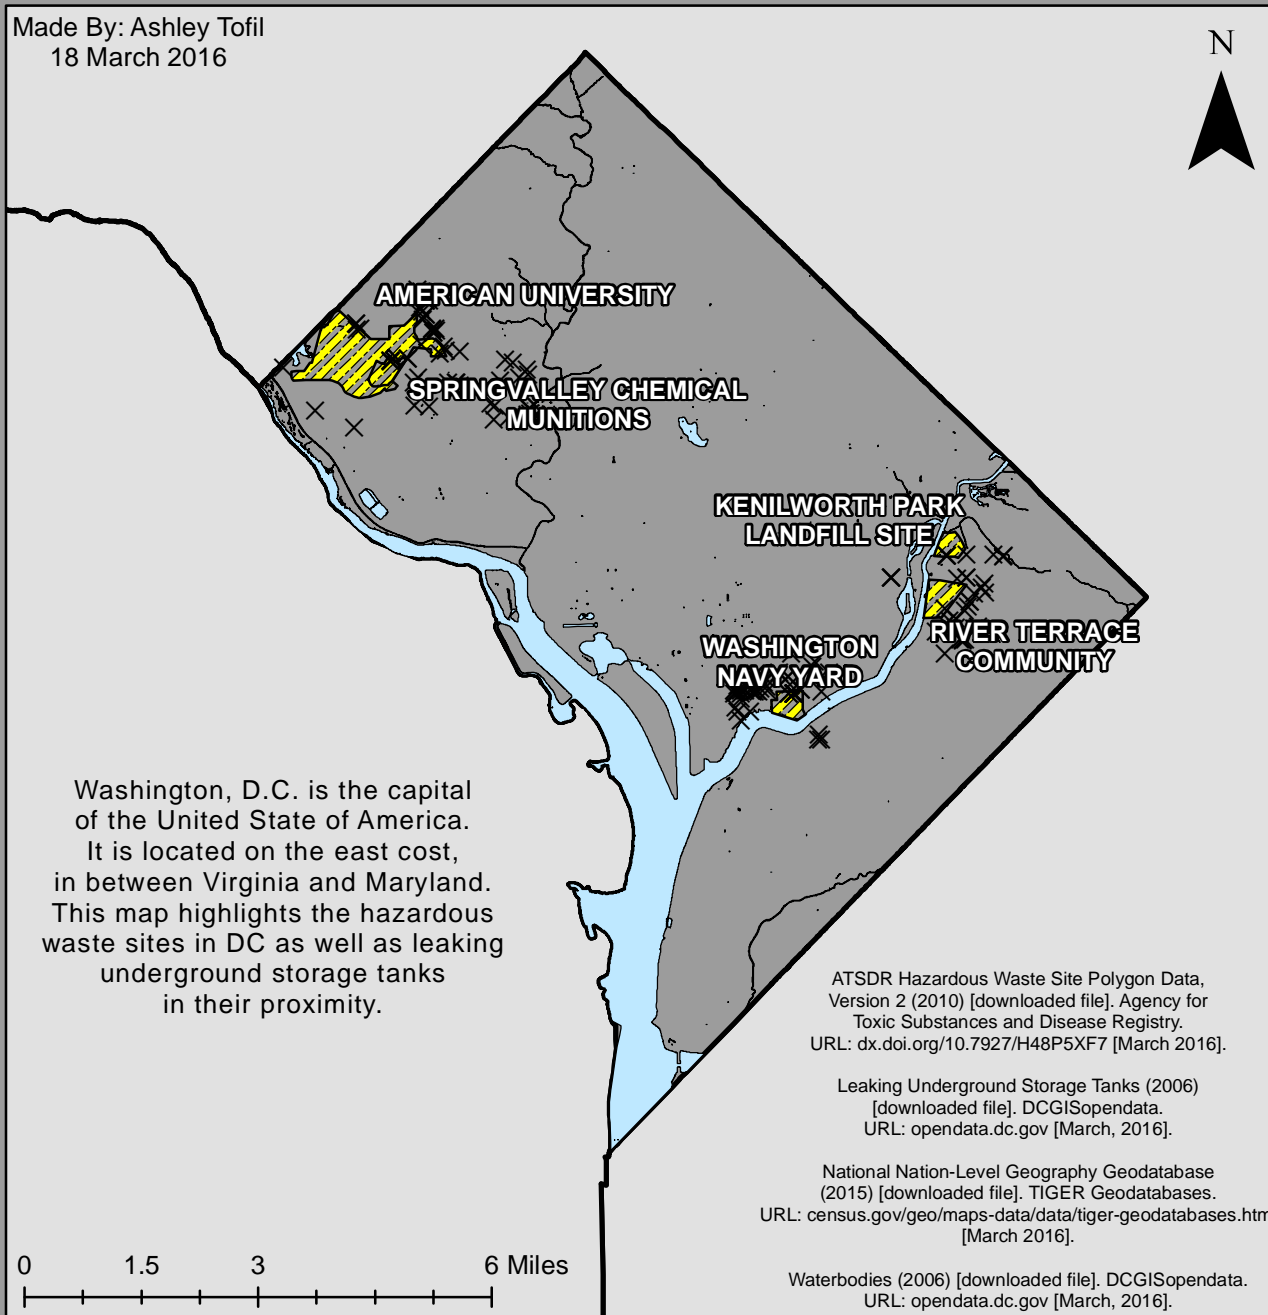 Made By: Ashley Tofil
18 March 2016
N
AMERICAN UNIVERSITY
SPRINGVALLEY CHEMICAL
MUNITIONS
KENILWORTH PARK
LANDFILL SITE
RIVER TERRACE
COMMUNITY
WASHINGTON
NAVY YARD
Washington, D.C. is the capital
of the United State of America.
It is located on the east cost,
in between Virginia and Maryland.
This map highlights the hazardous
waste sites in DC as well as leaking
underground storage tanks
in their proximity.
ATSDR Hazardous Waste Site Polygon Data,
Version 2 (2010) [downloaded file]. Agency for
Toxic Substances and Disease Registry.
URL: dx.doi.org/10.7927/H48P5XF7 [March 2016].
Leaking Underground Storage Tanks (2006)
[downloaded file]. DCGISopendata.
URL: opendata.dc.gov [March, 2016].
National Nation-Level Geography Geodatabase
(2015) [downloaded file]. TIGER Geodatabases.
URL: census.gov/geo/maps-data/data/tiger-geodatabases.htm
[March 2016].
Waterbodies (2006) [downloaded file]. DCGISopendata.
URL: opendata.dc.gov [March, 2016].
0 1.5 3 6 Miles